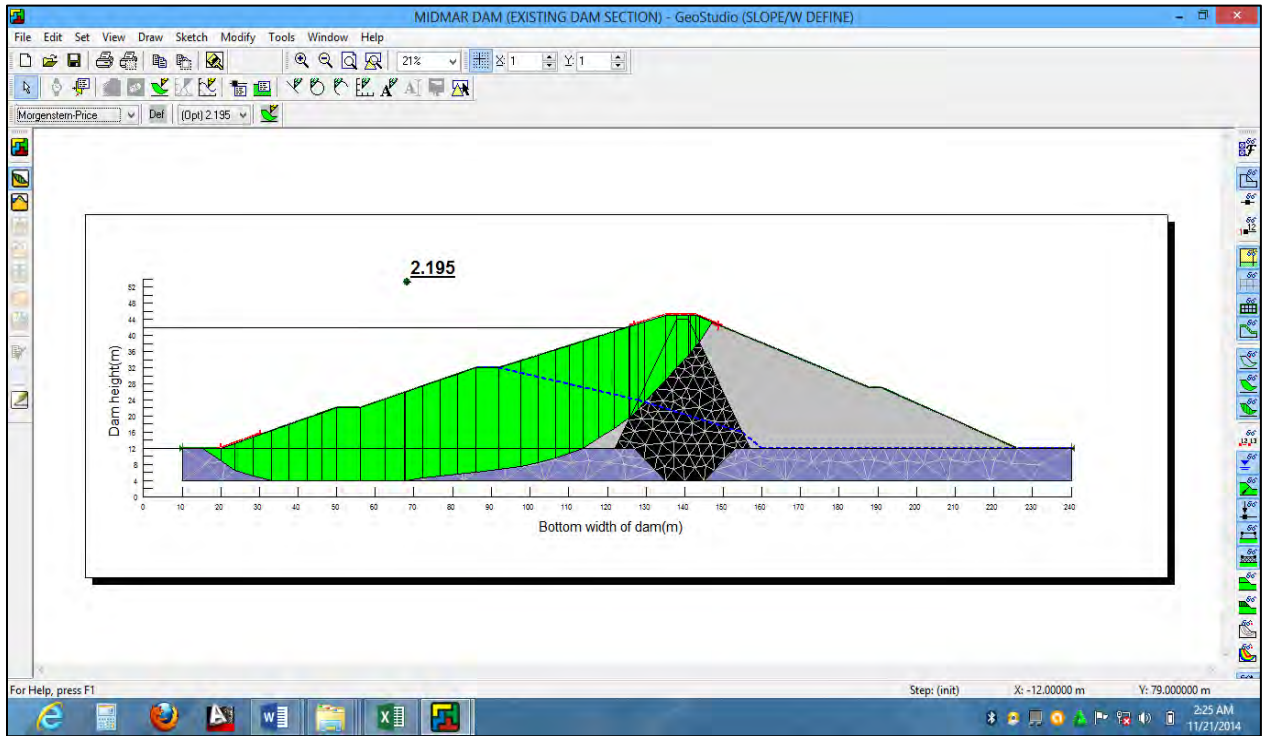 MIDMAR DAM (EXISTING DAM SECTION) - GeoStudio (SLOPE/W DEFINE)
File Edit Set View Draw Sketch Modify Tools Window Help
21% X: 1 Y: 1
Morgenstern-Price Def (Opt) 2.195
2.195
52
48
44
40
36
32
28
24
20
16
12
8
4
0
Dam height(m)
0 10 20 30 40 50 60 70 80 90 100 110 120 130 140 150 160 170 180 190 200 210 220 230 240
Bottom width of dam(m)
For Help, press F1 Step: (init) X: -12.00000 m Y: 79.000000 m
2:25 AM
11/21/2014